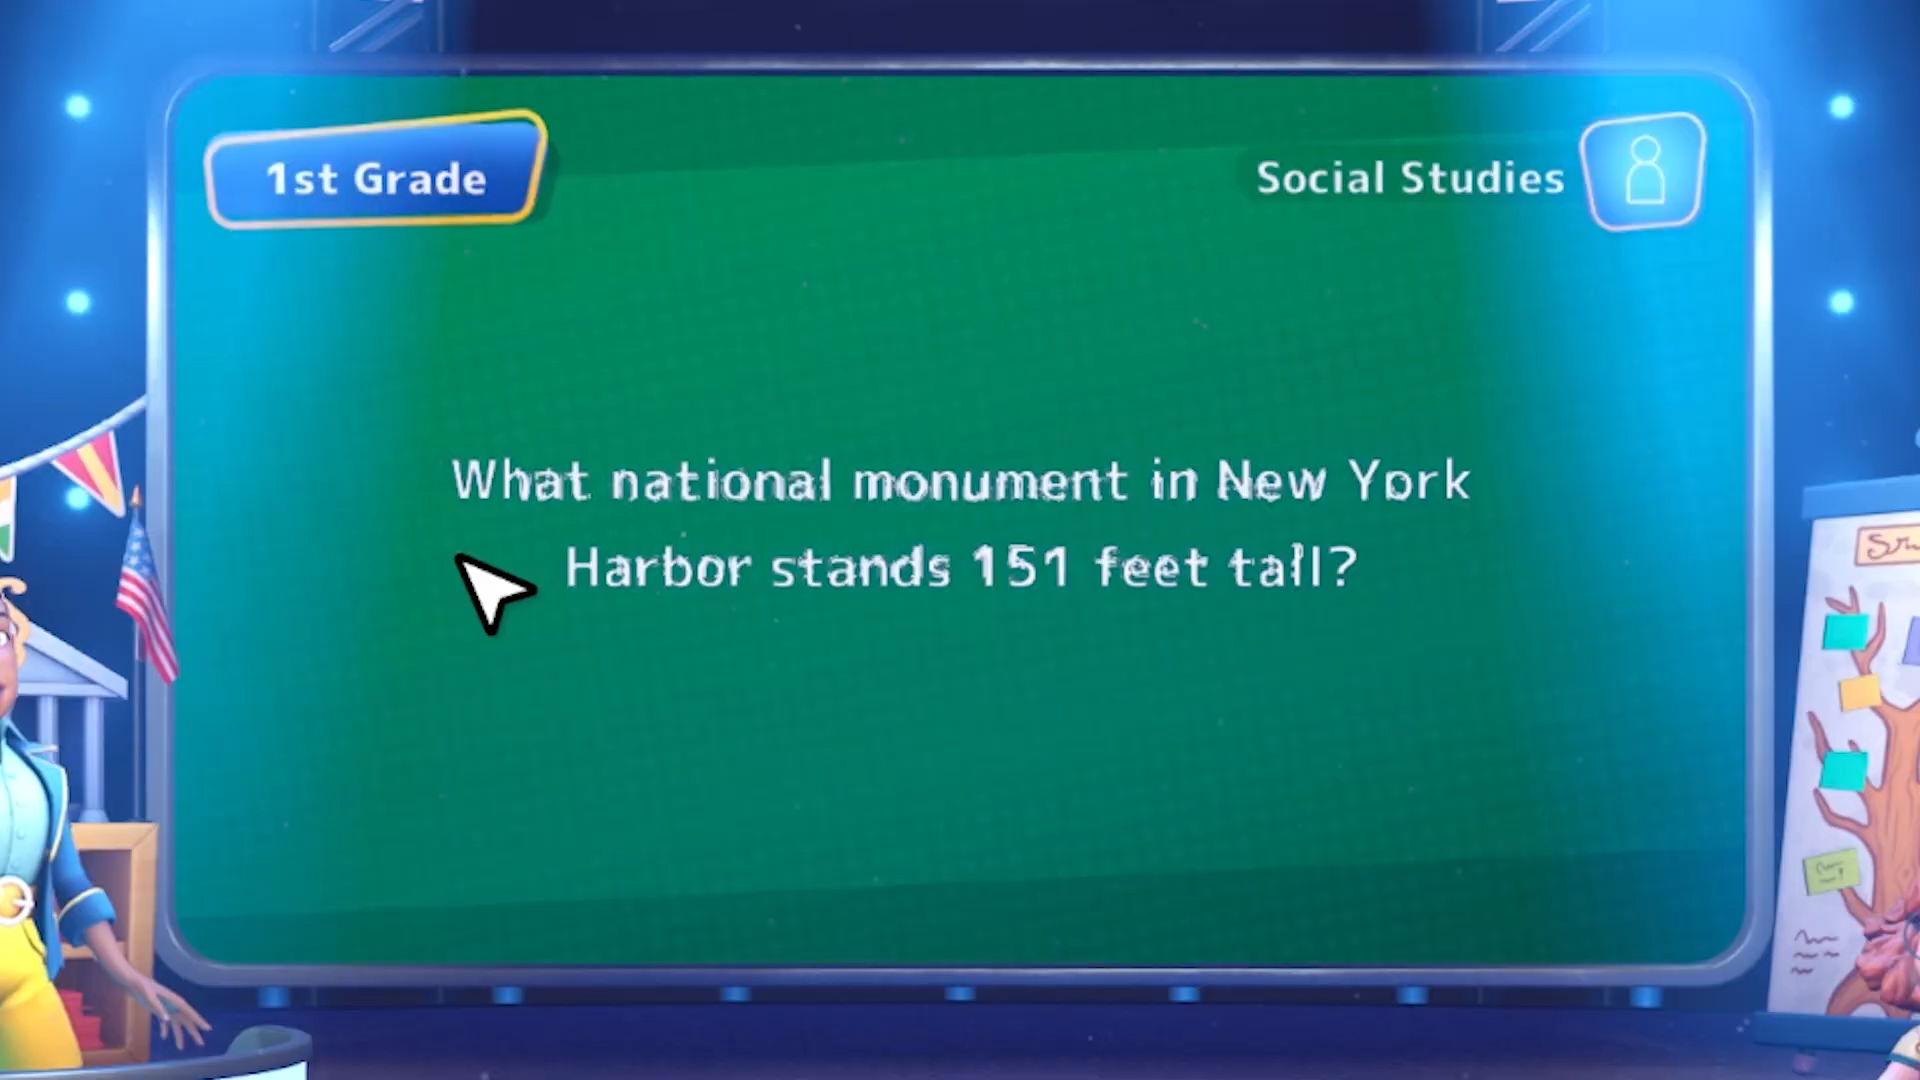 1st Grade
Social Studies
What national monument in New York
Harbor stands 151 feet tall?